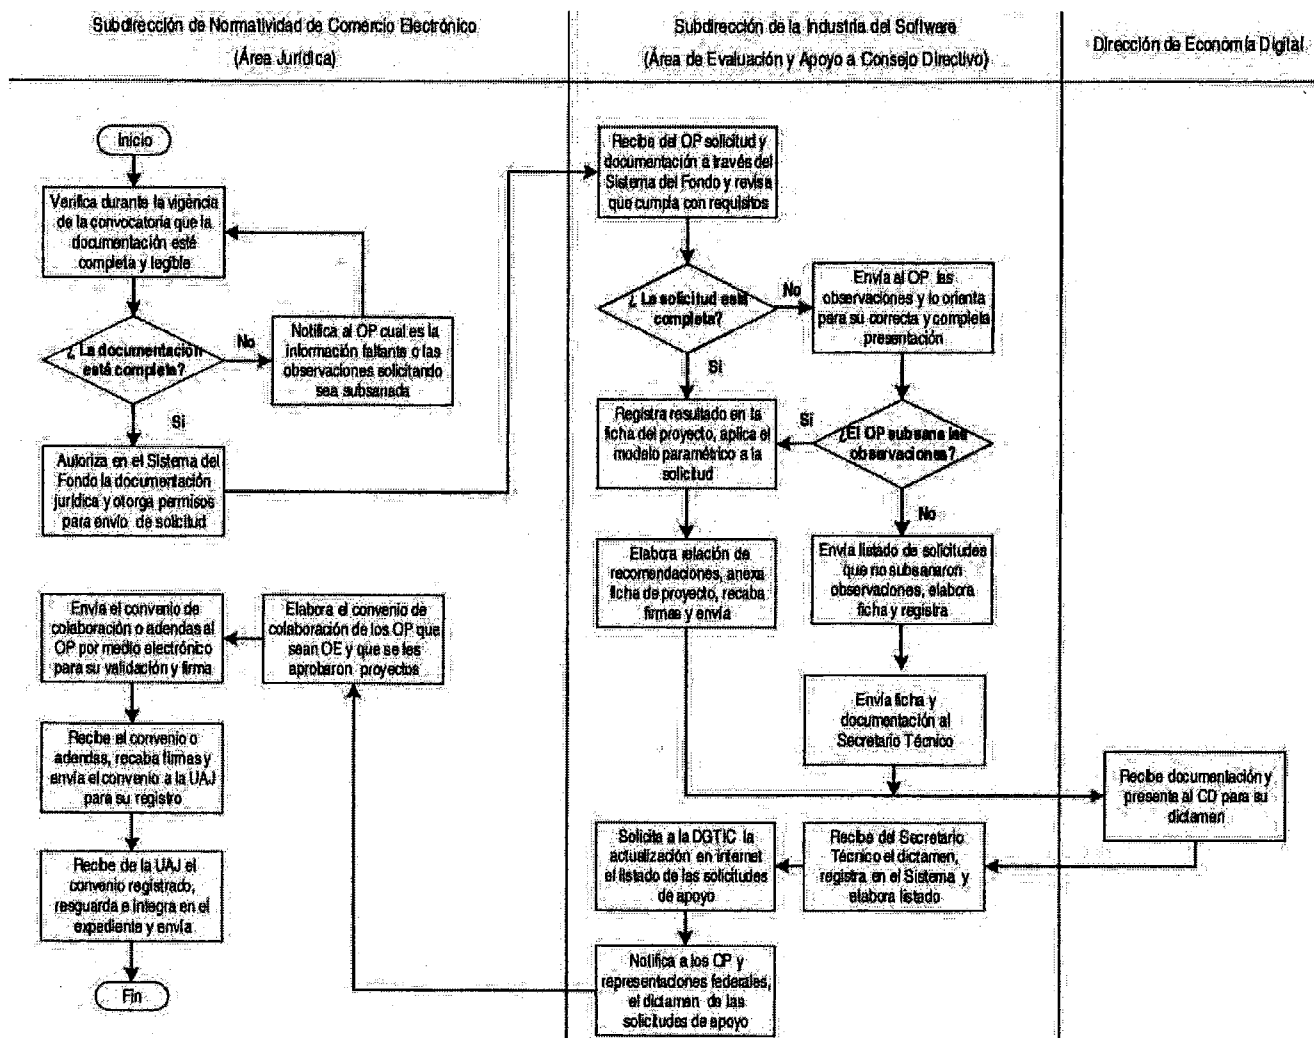 Subdirección de Normatividad de Comercio Electrónico
(Área Jurídica)
Subdirección de la Industria del Software
(Área de Evaluación y Apoyo a Consejo Directivo)
Dirección de Economía Digital
Inicio
Verifica durante la vigencia
de la convocatoria que la
documentación esté
completa y legible
¿ La documentación
está completa?
No
Notifica al OP cual es la
información faltante o las
observaciones solicitando
sea subsanada
Sí
Autoriza en el Sistema del
Fondo la documentación
jurídica y otorga permisos
para envío de solicitud
Recibe del OP solicitud y
documentación a través del
Sistema del Fondo y revisa
que cumpla con requisitos
¿ La solicitud está
completa?
No
Envía al OP las
observaciones y lo orienta
para su correcta y completa
presentación
Sí
Registra resultado en la
ficha del proyecto, aplica el
modelo paramétrico a la
solicitud
Sí
¿El OP subsana las
observaciones?
No
Elabora relación de
recomendaciones, anexa
ficha de proyecto, recaba
firmas y envía
Envía listado de solicitudes
que no subsanaron
observaciones, elabora
ficha y registra
Envía ficha y
documentación al
Secretario Técnico
Recibe documentación y
presenta al CD para su
dictamen
Recibe del Secretario
Técnico el dictámen,
registra en el Sistema y
elabora listado
Solicita a la DGTIC la
actualización en internet
el listado de las solicitudes
de apoyo
Notifica a los OP y
representaciones federales,
el dictamen de las
solicitudes de apoyo
Elabora el convenio de
colaboración de los OP que
sean OE y que se les
aprobaron proyectos
Envía el convenio de
colaboración o adendas al
OP por medio electrónico
para su validación y firma
Recibe el convenio o
adendas, recaba firmas y
envía el convenio a la UAJ
para su registro
Recibe de la UAJ el
convenio registrado,
resguarda e integra en el
expediente y envía
Fin